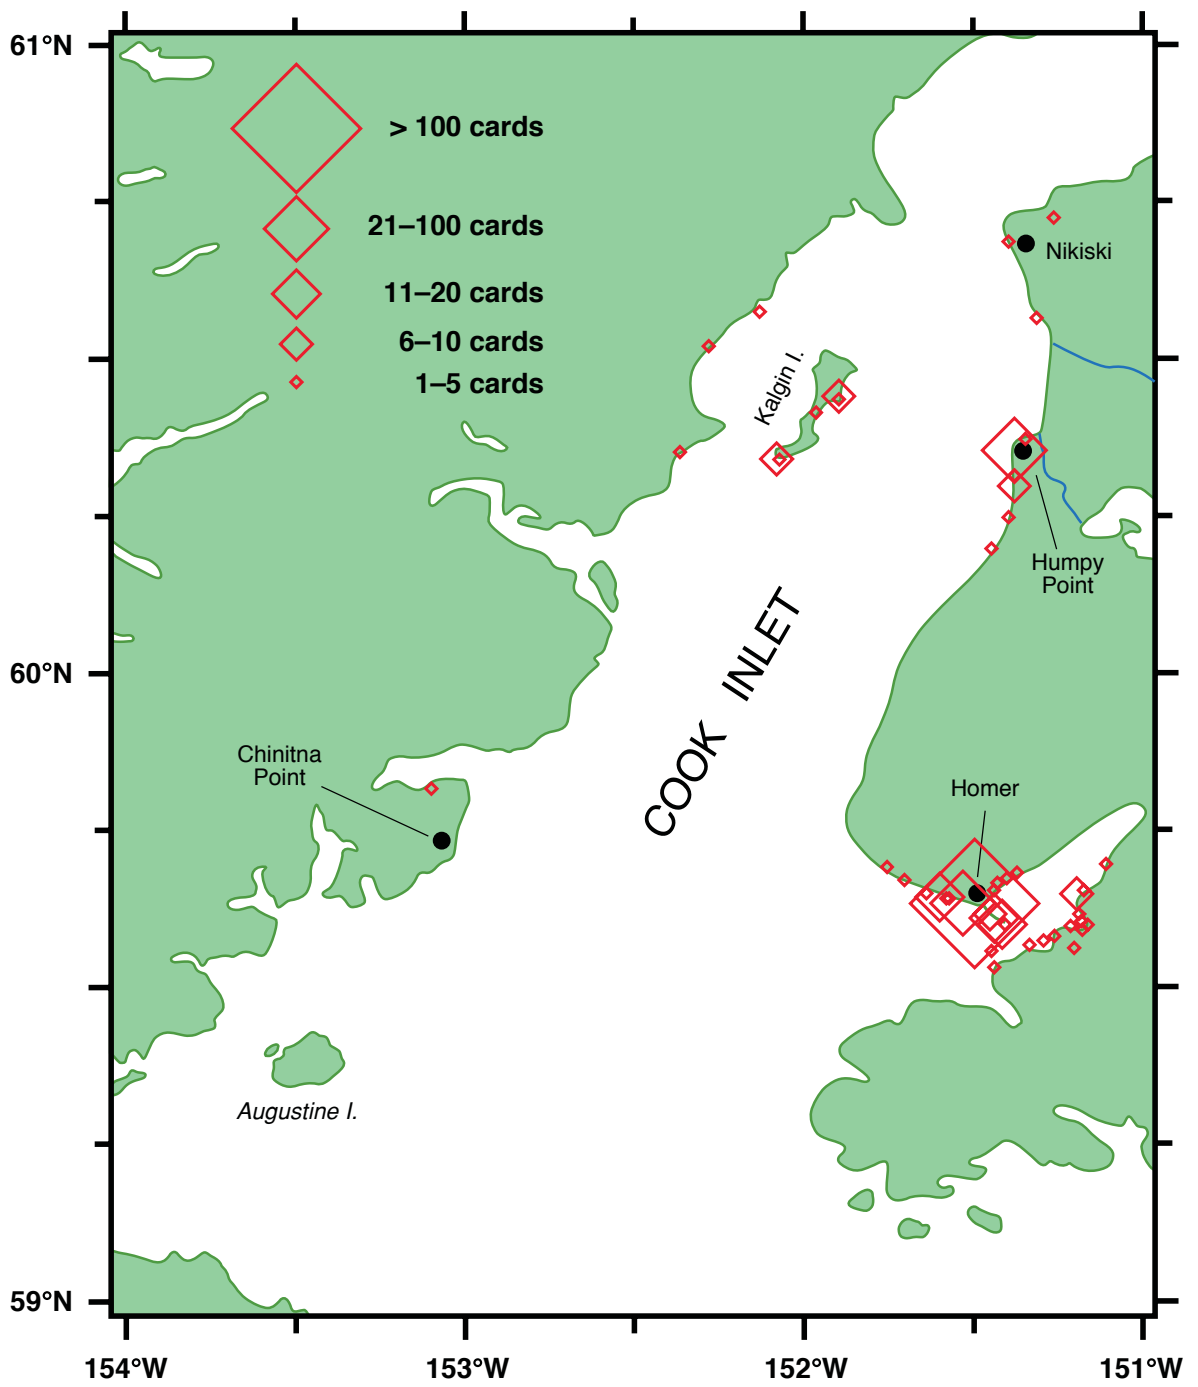 61°N
> 100 cards
21–100 cards
11–20 cards
6–10 cards
1–5 cards
Nikiski
Kalgin I.
Humpy
Point
60°N
COOK INLET
Chinitna
Point
Homer
Augustine I.
59°N
154°W
153°W
152°W
151°W